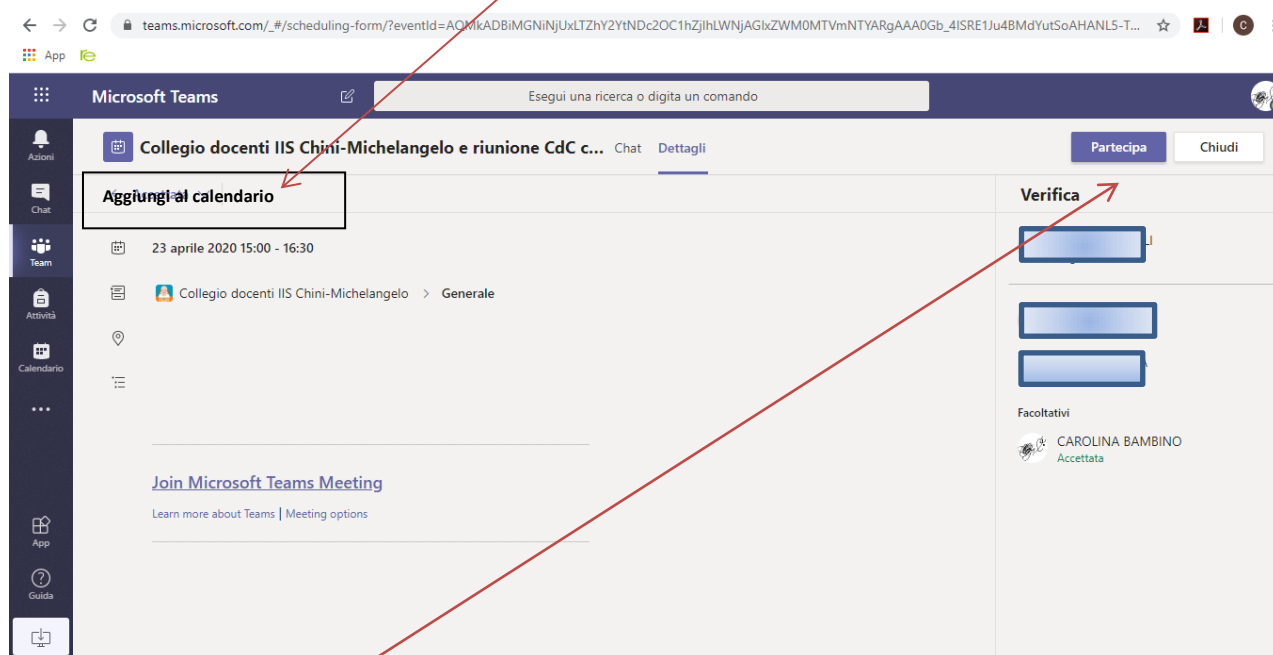 teams.microsoft.com/_#/scheduling-form/?eventId=AQMkADBiMGNiNjUxLTZhY2YtNDc2OC1hZjlhLWNjAGIxZWM0MTVmNTYARgAAA0Gb_4ISRE1Ju4BMdYutSoAHANL5-T...
C
App
Microsoft Teams
Esegui una ricerca o digita un comando
Azioni
Collegio docenti IIS Chini-Michelangelo e riunione CdC c... Chat Dettagli
Partecipa Chiudi
Chat
Aggiungi al calendario
Verifica
Team
23 aprile 2020 15:00 - 16:30
LI
Attività
Collegio docenti IIS Chini-Michelangelo > Generale
Calendario
Facoltativi
CAROLINA BAMBINO
Accettata
Join Microsoft Teams Meeting
Learn more about Teams | Meeting options
App
Guida